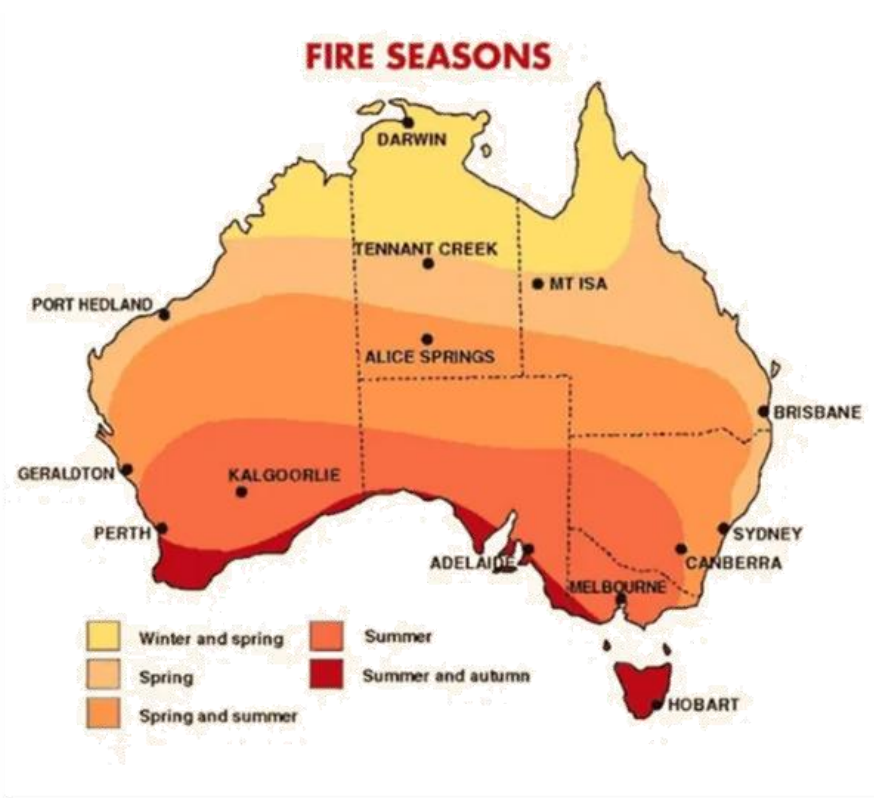 FIRE SEASONS
DARWIN
TENNANT CREEK
MT ISA
PORT HEDLAND
ALICE SPRINGS
BRISBANE
GERALDTON
KALGOORLIE
PERTH
SYDNEY
ADELAIDE
CANBERRA
MELBOURNE
Winter and spring
Summer
Spring
Summer and autumn
Spring and summer
HOBART